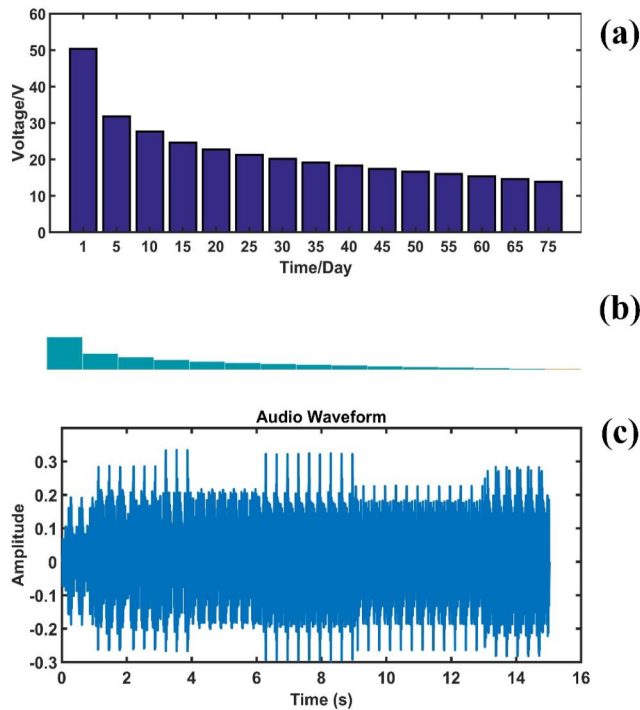 (a)
60
50
40
30
20
10
0
Voltage/V
1 5 10 15 20 25 30 35 40 45 50 55 60 65 75
Time/Day
(b)
Audio Waveform
(c)
0.3
0.2
0.1
0
-0.1
-0.2
-0.3
Amplitude
0 2 4 6 8 10 12 14 16
Time (s)